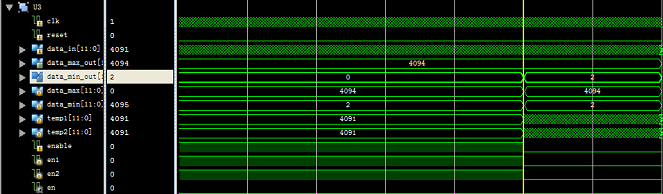 U3
clk 1
reset 0
data_in[11:0] 4091
data_max_out[1 4094 4094
data_min_out[1 2 0 2
data_max[11:0] 0 4094 4094
data_min[11:0] 4095 2 2
temp1[11:0] 4091 4091
temp2[11:0] 4091 4091
enable 0
en1 0
en2 0
en 0